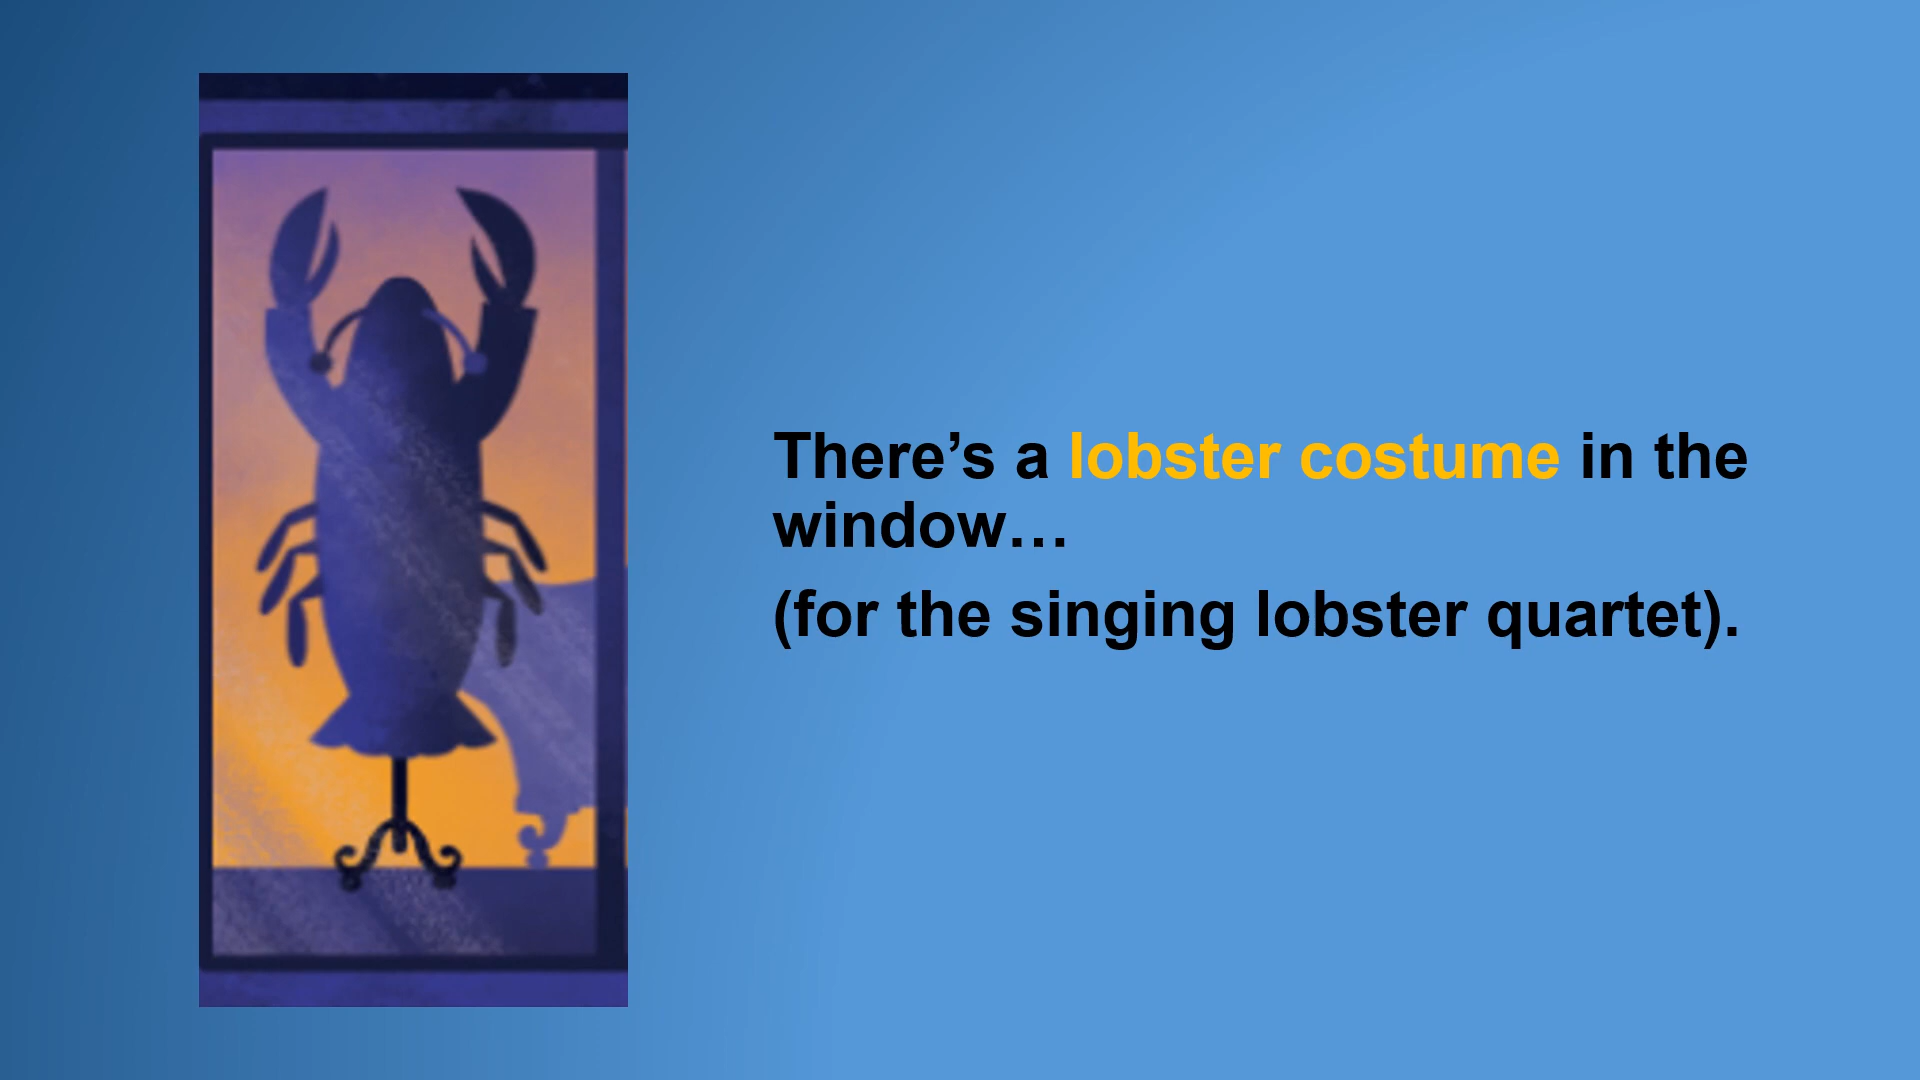 There’s a lobster costume in the
window…
(for the singing lobster quartet).